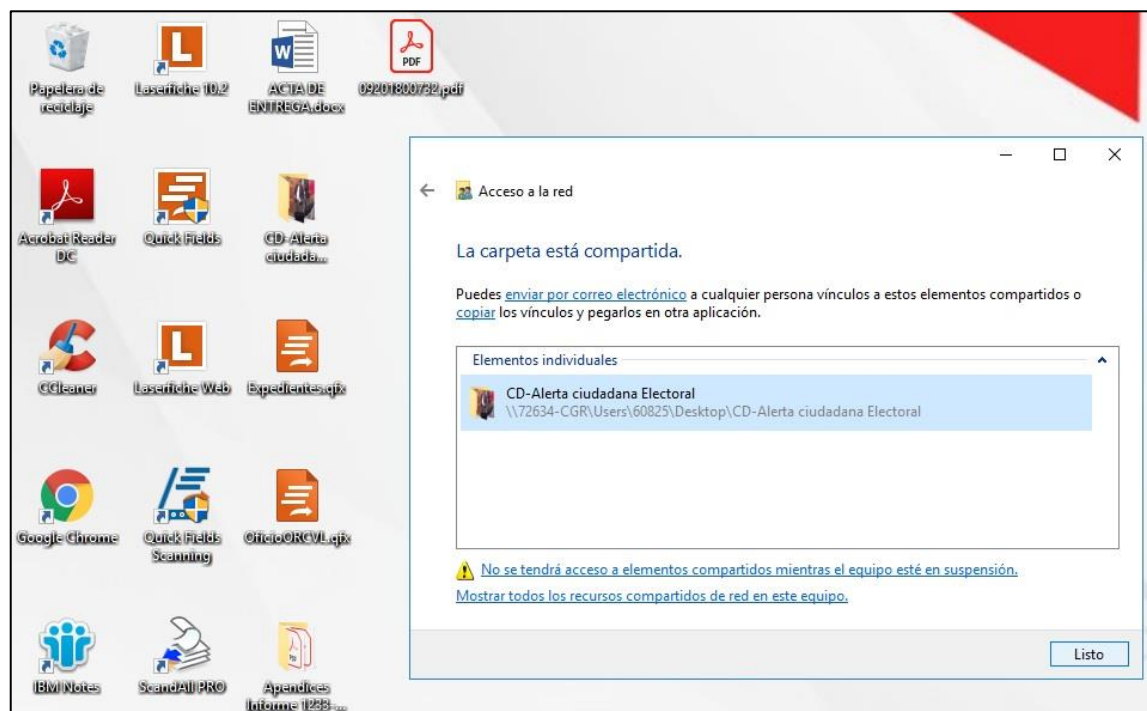 Papelera de
reciclaje
Laserfiche 10.2
ACTA DE
ENTREGA.docx
PDF
09201800732.pdf
Acrobat Reader
DC
Quick Fields
CD-Alerta
ciudada...
CCleaner
Laserfiche Web
Expedientes.qfx
Google Chrome
Quick Fields
Scanning
OficioORCVL.qfx
IBM Notes
ScandAll PRO
Apendices
Informe 1233-...
Acceso a la red
La carpeta está compartida.
Puedes enviar por correo electrónico a cualquier persona vínculos a estos elementos compartidos o
copiar los vínculos y pegarlos en otra aplicación.
Elementos individuales
CD-Alerta ciudadana Electoral
\\72634-CGR\Users\60825\Desktop\CD-Alerta ciudadana Electoral
No se tendrá acceso a elementos compartidos mientras el equipo esté en suspensión.
Mostrar todos los recursos compartidos de red en este equipo.
Listo